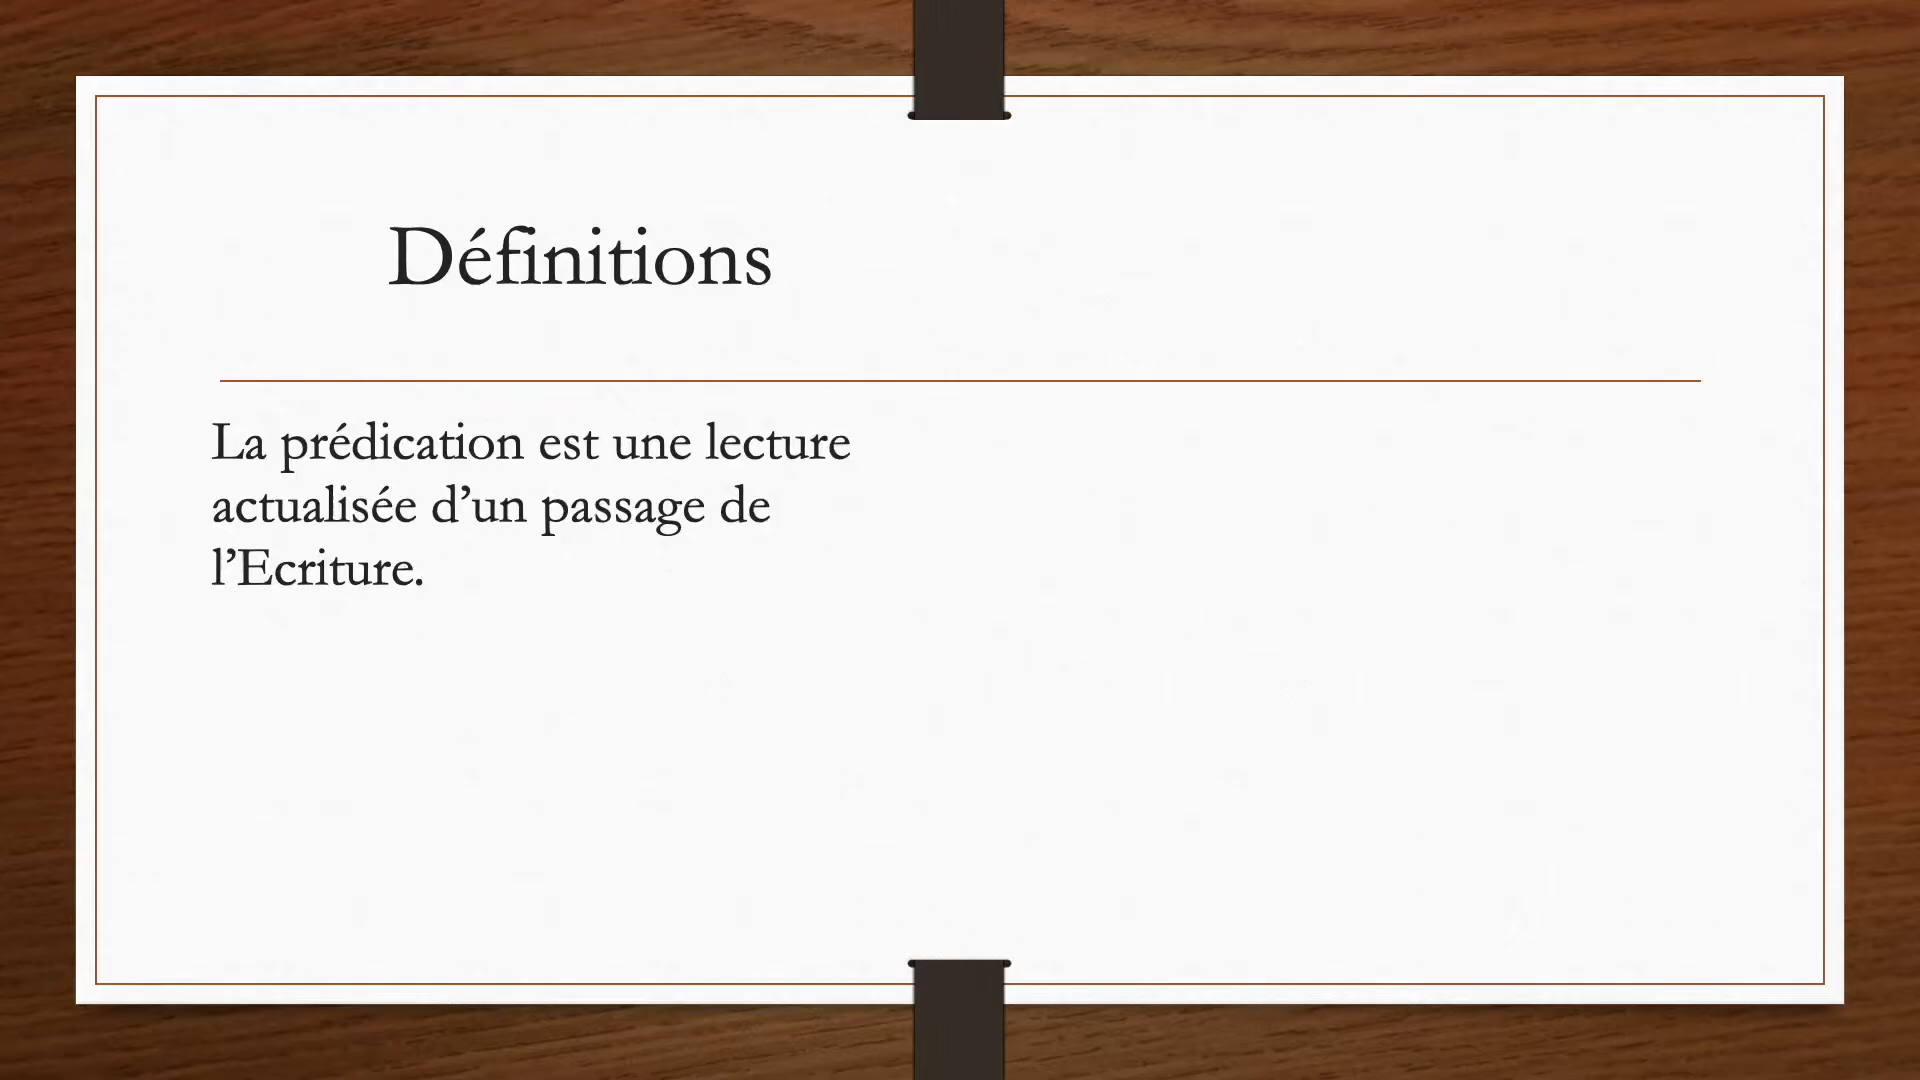 Définitions
La prédication est une lecture
actualisée d’un passage de
l’Ecriture.